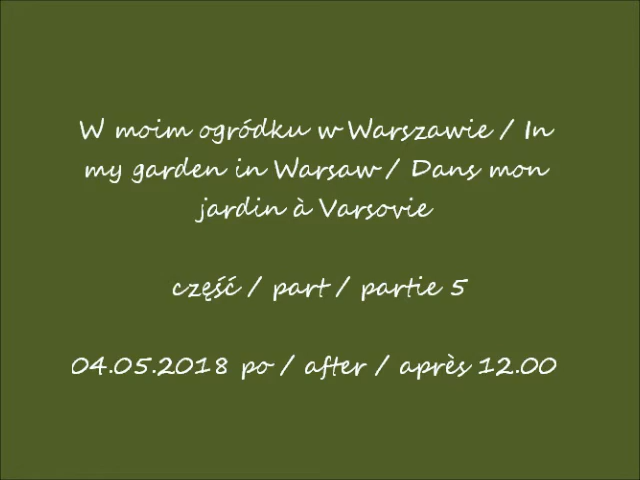 W moim ogródku w Warszawie / In
my garden in Warsaw / Dans mon
jardin à Varsovie
część / part / partie 5
04.05.2018 po / after / après 12.00